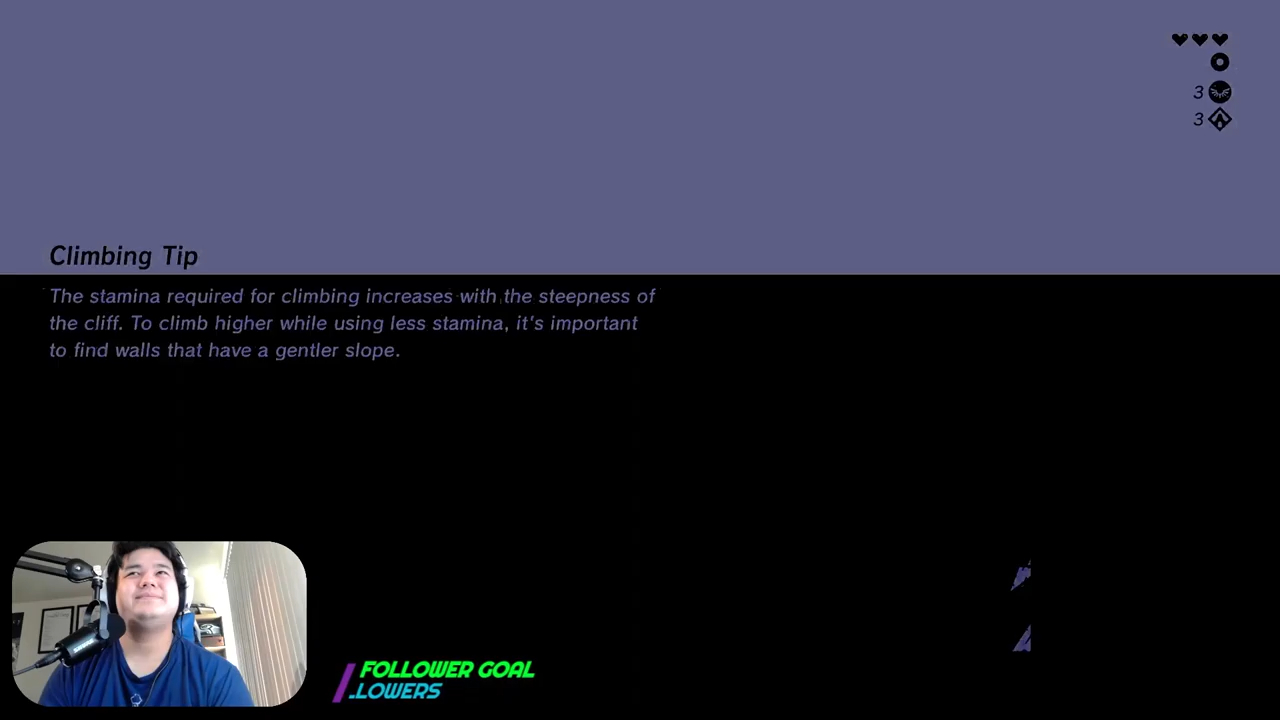 3
3
Climbing Tip
The stamina required for climbing increases with the steepness of
the cliff. To climb higher while using less stamina, it's important
to find walls that have a gentler slope.
FOLLOWER GOAL
LOWERS